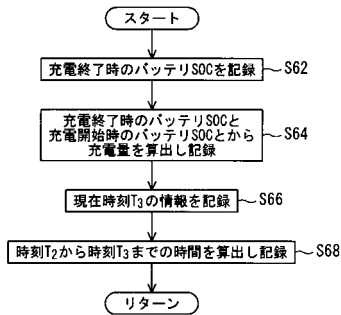 スタート
充電終了時のバッテリSOCを記録
S62
充電終了時のバッテリSOCと
充電開始時のバッテリSOCとから
充電量を算出し記録
S64
現在時刻T₃の情報を記録
S66
時刻T₂から時刻T₃までの時間を算出し記録
S68
リターン